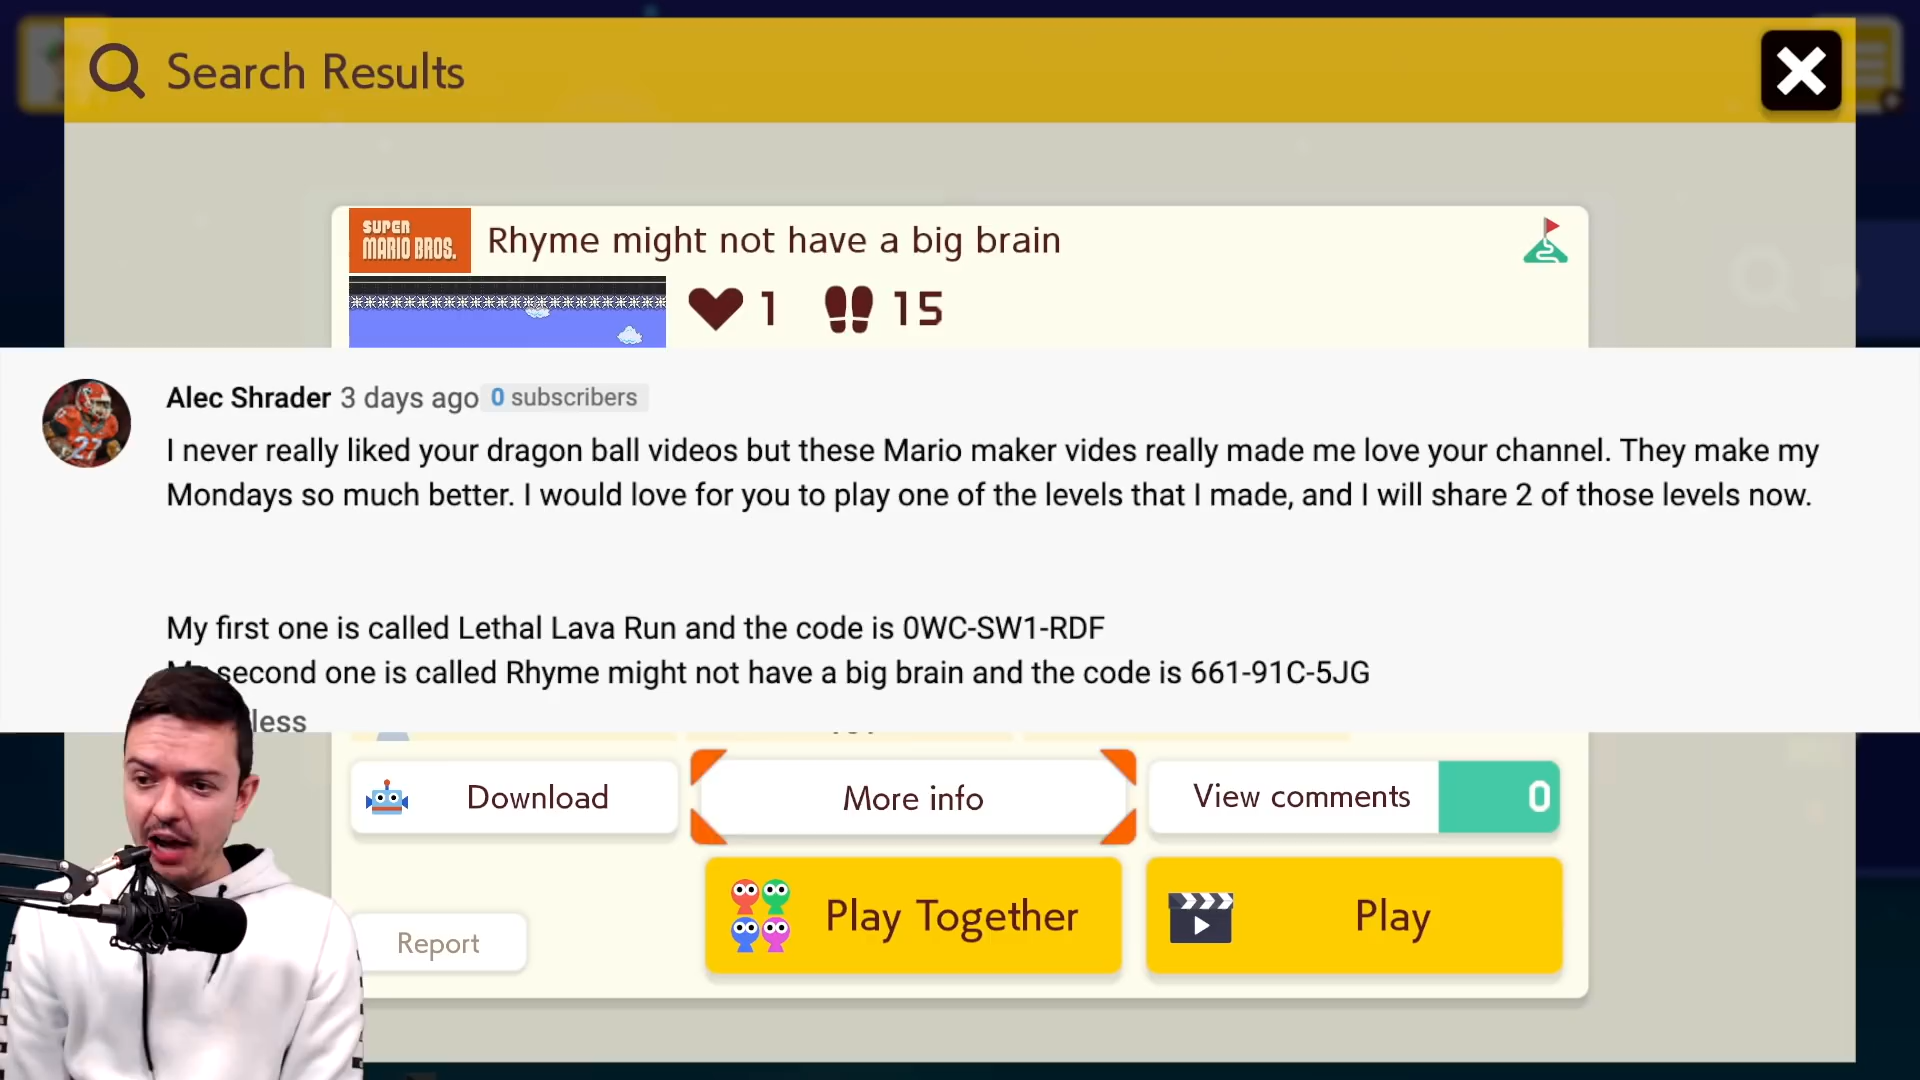 Search Results
SUPER
MARIO BROS.
Rhyme might not have a big brain
1
15
Alec Shrader 3 days ago 0 subscribers
I never really liked your dragon ball videos but these Mario maker vides really made me love your channel. They make my
Mondays so much better. I would love for you to play one of the levels that I made, and I will share 2 of those levels now.
My first one is called Lethal Lava Run and the code is 0WC-SW1-RDF
second one is called Rhyme might not have a big brain and the code is 661-91C-5JG
less
Download
More info
View comments
0
Report
Play Together
Play
27